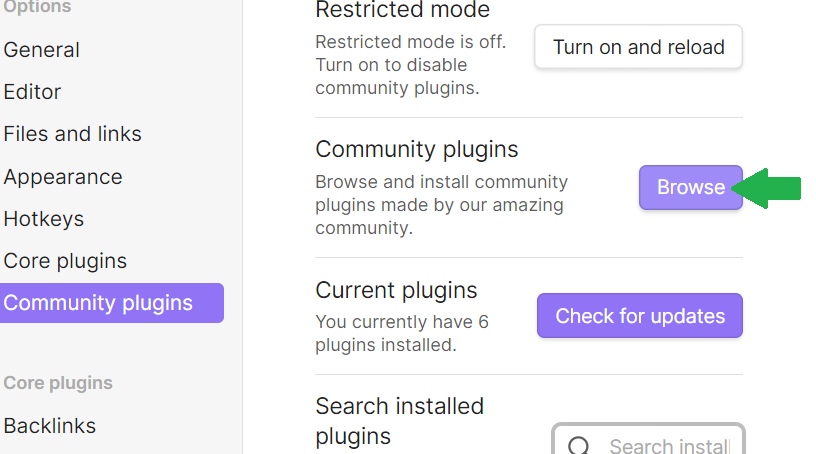 Options
General
Editor
Files and links
Appearance
Hotkeys
Core plugins
Community plugins
Core plugins
Backlinks
Restricted mode
Restricted mode is off.
Turn on to disable
community plugins.
Turn on and reload
Community plugins
Browse and install community
plugins made by our amazing
community.
Browse
Current plugins
You currently have 6
plugins installed.
Check for updates
Search installed
plugins
Search instal